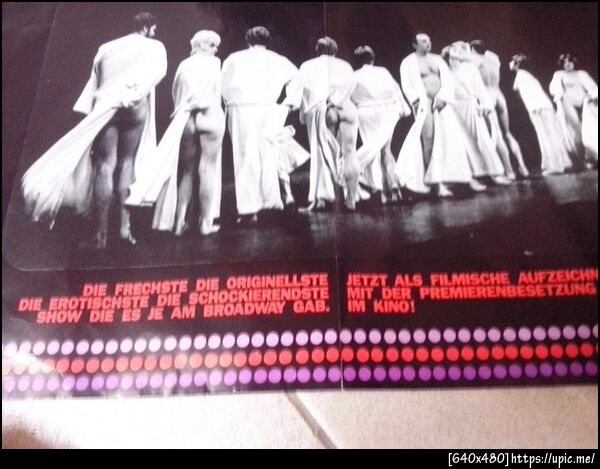 DIE FRECHSTE DIE ORIGINELLSTE
DIE EROTISCHSTE DIE SCHOCKIERENDSTE
SHOW DIE ES JE AM BROADWAY GAB.
JETZT ALS FILMISCHE AUFZEICHN
MIT DER PREMIERENBESETZUNG
IM KINO!
[640x480]https://upic.me/